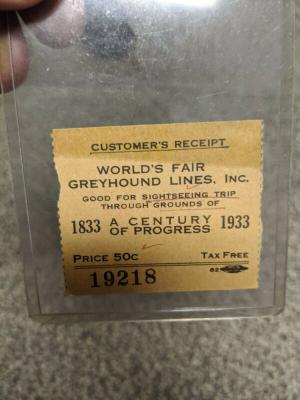 CUSTOMER'S RECEIPT
WORLD'S FAIR
GREYHOUND LINES, INC.
GOOD FOR SIGHTSEEING TRIP
THROUGH GROUNDS OF
1833 A CENTURY OF PROGRESS 1933
PRICE 50C TAX FREE
19218